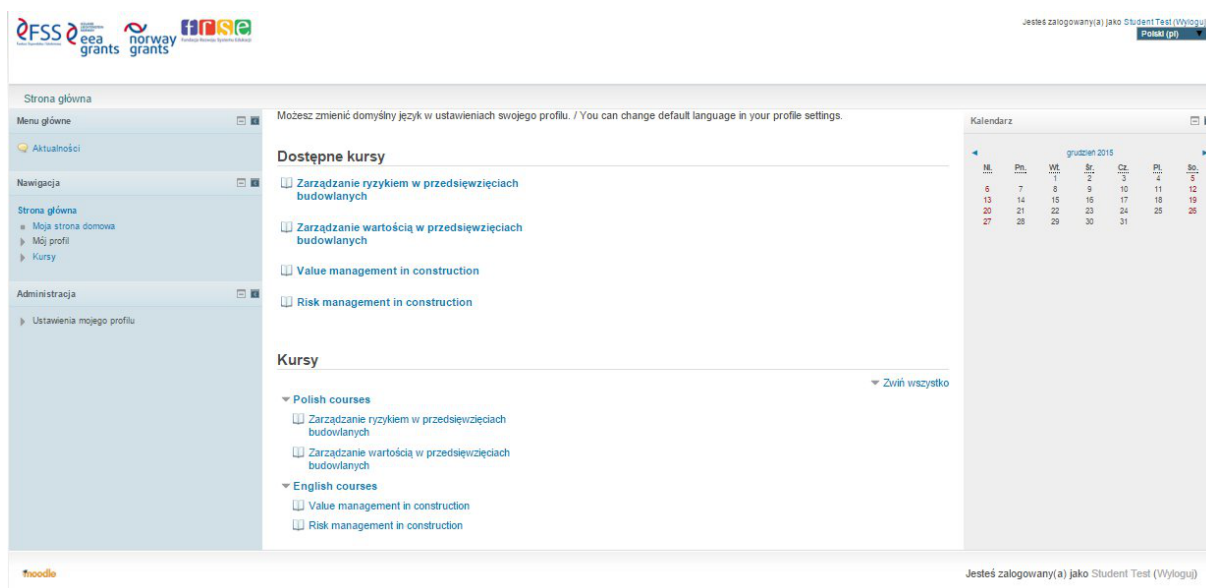 FSS eea grants norway grants frse
Jesteś zalogowany(a) jako Student Test (Wyloguj
Polski (pl)
Strona główna
Menu główne
Aktualności
Nawigacja
Strona główna
Moja strona domowa
Mój profil
Kursy
Administracja
Ustawienia mojego profilu
Możesz zmienić domyślny język w ustawieniach swojego profilu. / You can change default language in your profile settings.
Dostępne kursy
Zarządzanie ryzykiem w przedsięwzięciach
budowlanych
Zarządzanie wartością w przedsięwzięciach
budowlanych
Value management in construction
Risk management in construction
Kursy
Zwiń wszystko
Polish courses
Zarządzanie ryzykiem w przedsięwzięciach
budowlanych
Zarządzanie wartością w przedsięwzięciach
budowlanych
English courses
Value management in construction
Risk management in construction
Kalendarz
grudzień 2015
Ni. Pn. Wt. Śr. Cz. Pt. So.
1 2 3 4 5
6 7 8 9 10 11 12
13 14 15 16 17 18 19
20 21 22 23 24 25 26
27 28 29 30 31
moodle
Jesteś zalogowany(a) jako Student Test (Wyloguj)